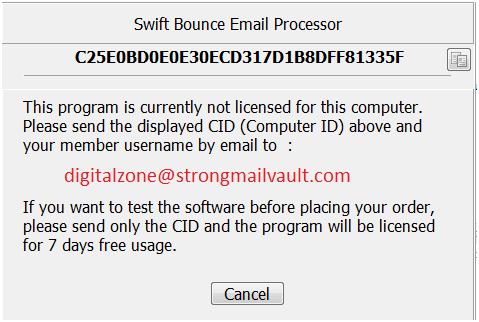 Swift Bounce Email Processor
C25E0BD0E0E30ECD317D1B8DFF81335F
This program is currently not licensed for this computer.
Please send the displayed CID (Computer ID) above and
your member username by email to :
digitalzone@strongmailvault.com
If you want to test the software before placing your order,
please send only the CID and the program will be licensed
for 7 days free usage.
Cancel